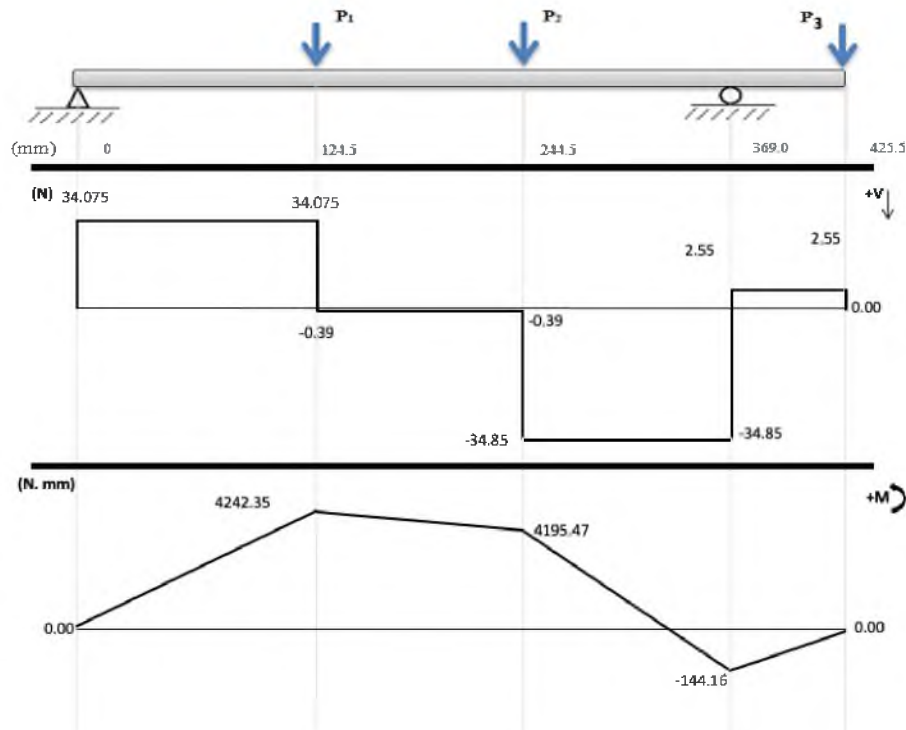 P₁ P₂ P₃
(mm) 0 124.5 244.5 369.0 425.5
(N) 34.075 34.075 2.55 2.55 +V
0.00
-0.39 -0.39
-34.85 -34.85
(N. mm) 4242.35 4195.47 +M
0.00 0.00
-144.16